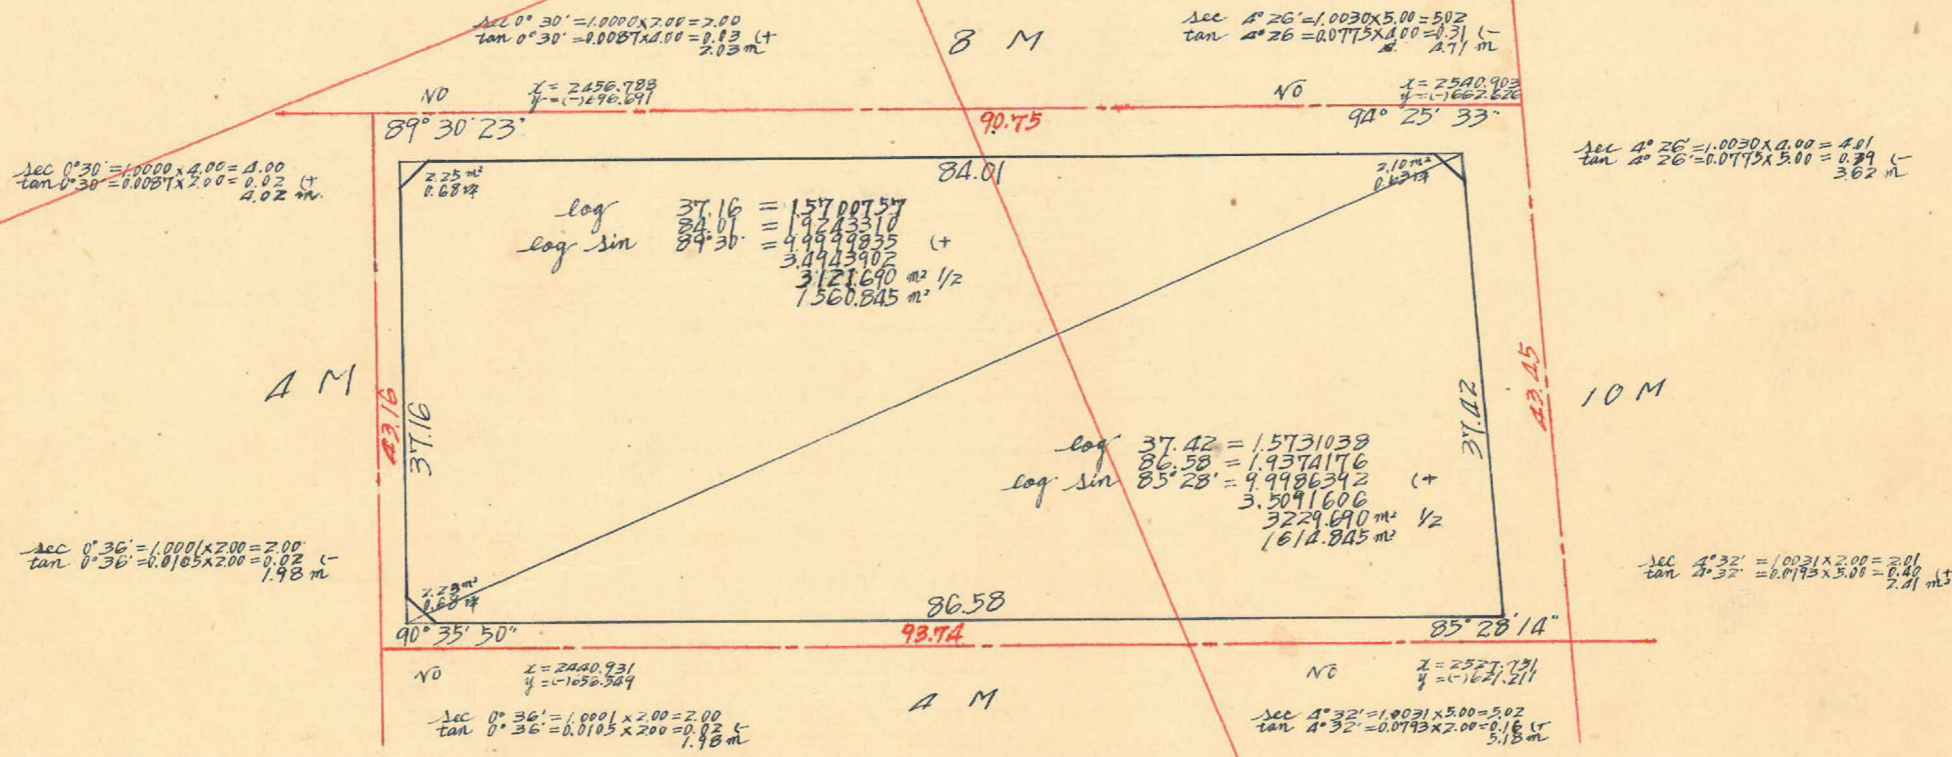 sec 0° 30' = 1.0000 x 2.00 = 2.00
tan 0° 30' = 0.0087 x 4.00 = 0.03 (+
2.03 m
8 M
sec 4° 26' = 1.0030 x 5.00 = 5.02
tan 4° 26 = 0.0775 x 4.00 = 0.31 (-
4.71 m
NO
x = 2456.788
y = (-)696.691
NO
x = 2540.903
y = (-)662.626
89° 30' 23"
90.75
94° 25' 33"
sec 0° 30' = 1.0000 x 4.00 = 4.00
tan 0° 30' = 0.0087 x 2.00 = 0.02 (+
4.02 m
sec 4° 26' = 1.0030 x 4.00 = 4.01
tan 4° 26' = 0.0775 x 5.00 = 0.39 (-
3.62 m
2.25 m²
0.68 坪
84.01
2.10 m²
0.63 坪
log 37.16 = 1.5700757
84.01 = 1.9243310
log sin 89° 30' = 9.9999835 (+
3.4943902
3121.690 m² 1/2
1560.845 m²
4 M
43.16
37.16
37.42
43.45
10 M
log 37.42 = 1.5731038
86.58 = 1.9374176
log sin 85° 28' = 9.9986392 (+
3.5091606
3229.690 m² 1/2
1614.845 m²
sec 0° 36' = 1.0001 x 2.00 = 2.00
tan 0° 36' = 0.0105 x 2.00 = 0.02 (-
1.98 m
sec 4° 32' = 1.0031 x 2.00 = 2.01
tan 4° 32' = 0.0793 x 5.00 = 0.40 (+
2.41 m
0.68 坪
86.58
90° 35' 50"
93.74
85° 28' 14"
NO
x = 2440.931
y = (-)656.549
NO
x = 2527.751
y = (-)621.211
4 M
sec 0° 36' = 1.0001 x 2.00 = 2.00
tan 0° 36' = 0.0105 x 2.00 = 0.02 (-
1.98 m
sec 4° 32' = 1.0031 x 5.00 = 5.02
tan 4° 32' = 0.0793 x 2.00 = 0.16 (+
5.18 m